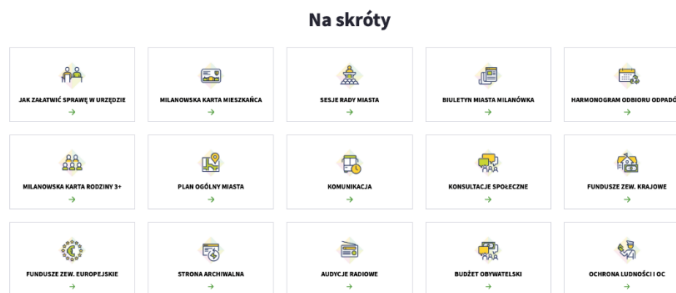 Na skróty
JAK ZAŁATWIĆ SPRAWĘ W URZĘDZIE
MILANOWSKA KARTA MIESZKAŃCA
SESJE RADY MIASTA
BIULETYN MIASTA MILANÓWKA
HARMONOGRAM ODBIORU ODPADÓ
MILANOWSKA KARTA RODZINY 3+
PLAN OGÓLNY MIASTA
KOMUNIKACJA
KONSULTACJE SPOŁECZNE
FUNDUSZE ZEW. KRAJOWE
FUNDUSZE ZEW. EUROPEJSKIE
STRONA ARCHIWALNA
AUDYCJE RADIOWE
BUDŻET OBYWATELSKI
OCHRONA LUDNOŚCI I OC